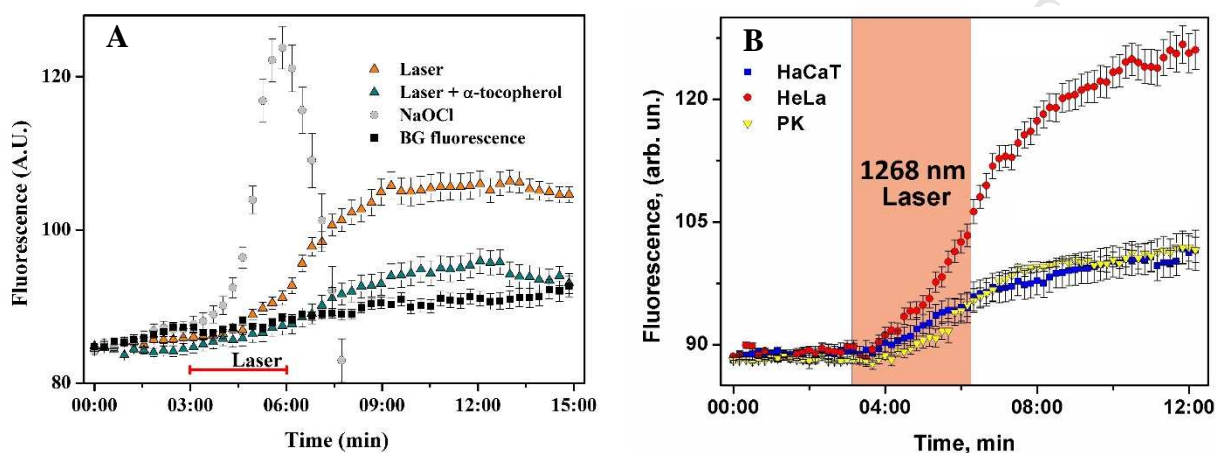 A
Laser
Laser + α-tocopherol
NaOCl
BG fluorescence
Fluorescence (A.U.)
120
100
80
Laser
00:00 03:00 06:00 09:00 12:00 15:00
Time (min)
B
HaCaT
HeLa
PK
1268 nm
Laser
Fluorescence, (arb. un.)
120
105
90
00:00 04:00 08:00 12:00
Time, min